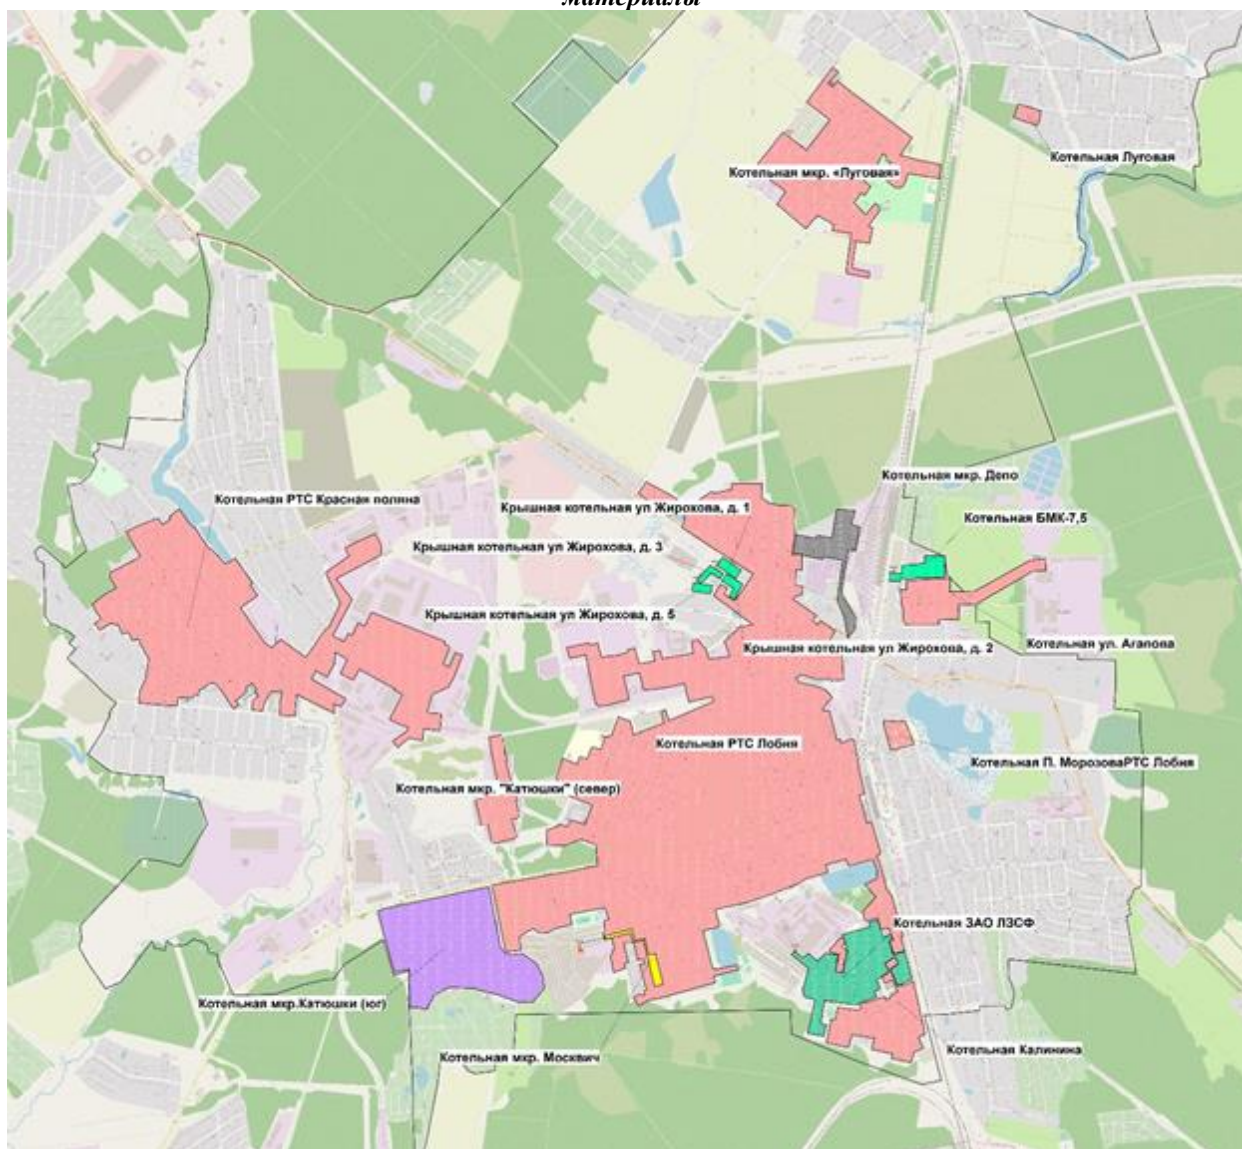 материалы
Котельная Луговая
Котельная мкр. «Луговая»
Котельная мкр. Депо
Котельная РТС Красная поляна
Крышная котельная ул Жирохова, д. 1
Котельная БМК-7,5
Крышная котельная ул Жирохова, д. 3
Крышная котельная ул Жирохова, д. 5
Крышная котельная ул Жирохова, д. 2
Котельная ул. Агапова
Котельная РТС Лобня
Котельная П. МорозоваРТС Лобня
Котельная мкр. "Катюшки" (север)
Котельная ЗАО ЛЗСФ
Котельная мкр.Катюшки (юг)
Котельная мкр. Москвич
Котельная Калинина